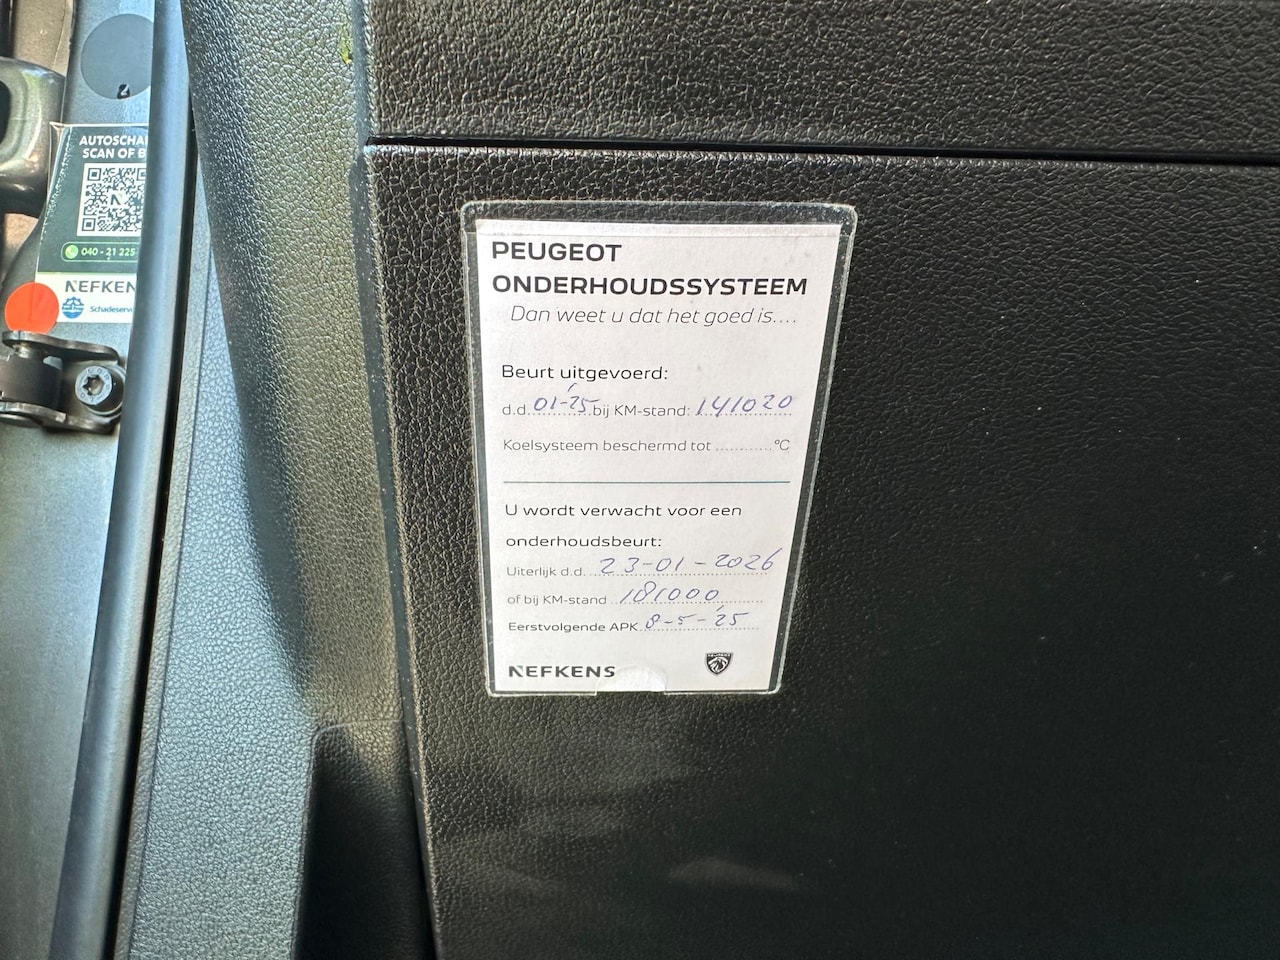 AUTOSCHA
SCAN OF B
040 - 21 225
NEFKENS
Schadeserv
PEUGEOT
ONDERHOUDSSYSTEEM
Dan weet u dat het goed is....
Beurt uitgevoerd:
d.d. 01-'25 bij KM-stand: 141020
Koelsysteem beschermd tot ............°C
U wordt verwacht voor een
onderhoudsbeurt:
Uiterlijk d.d. 23-01-2026
of bij KM-stand 181000
Eerstvolgende APK 8-5-'25
NEFKENS